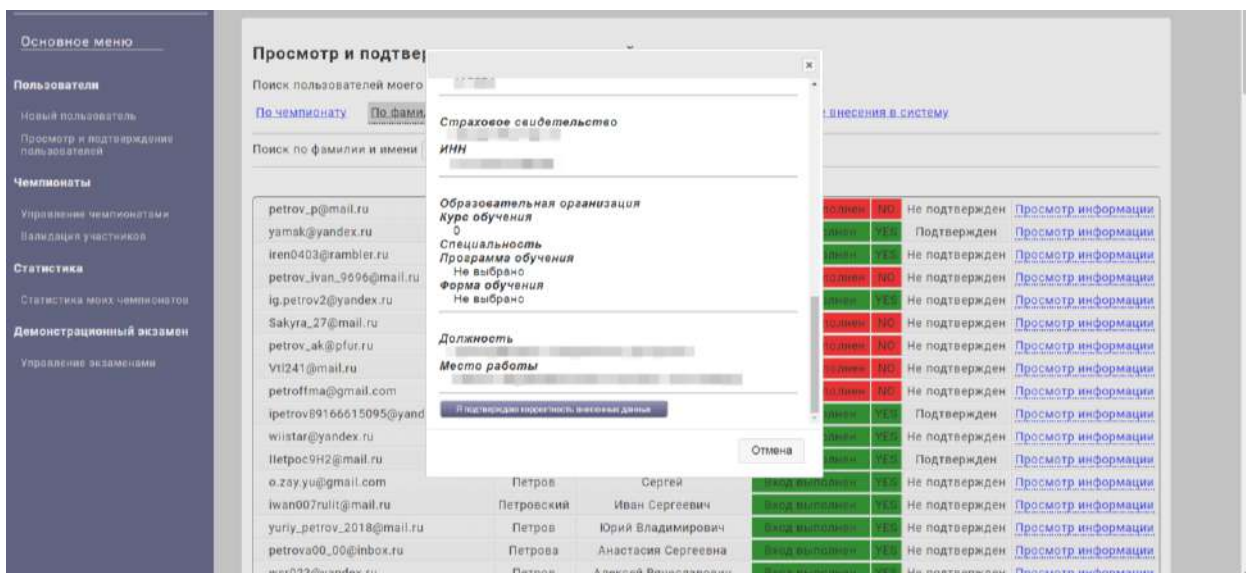 Основное меню
Пользователи
Новый пользователь
Просмотр и подтверждение
пользователей
Чемпионаты
Управление чемпионатами
Валидация участников
Статистика
Статистика моих чемпионатов
Демонстрационный экзамен
Управление экзаменами
Просмотр и подтвер
Поиск пользователей моего
По чемпионату По фами
е внесения в систему
Поиск по фамилии и имени
×
Страховое свидетельство
ИНН
Образовательная организация
Курс обучения
0
Специальность
Программа обучения
Не выбрано
Форма обучения
Не выбрано
Должность
Место работы
Я подтверждаю корректность внесенных данных
Отмена
petrov_p@mail.ru NO Не подтвержден Просмотр информации
yamsk@yandex.ru YES Подтвержден Просмотр информации
iren0403@rambler.ru YES Не подтвержден Просмотр информации
petrov_ivan_9696@mail.ru NO Не подтвержден Просмотр информации
ig.petrov2@yandex.ru YES Не подтвержден Просмотр информации
Sakyra_27@mail.ru NO Не подтвержден Просмотр информации
petrov_ak@pfur.ru NO Не подтвержден Просмотр информации
Vtl241@mail.ru NO Не подтвержден Просмотр информации
petroffma@gmail.com NO Не подтвержден Просмотр информации
ipetrov89166615095@yand YES Подтвержден Просмотр информации
wiistar@yandex.ru YES Не подтвержден Просмотр информации
YES Подтвержден Просмотр информации
o.zay.yu@gmail.com Петров Сергей Вход выполнен YES Не подтвержден Просмотр информации
iwan007rulit@mail.ru Петровский Иван Сергеевич Вход выполнен YES Не подтвержден Просмотр информации
yuriy_petrov_2018@mail.ru Петров Юрий Владимирович Вход выполнен YES Не подтвержден Просмотр информации
petrova00_00@inbox.ru Петрова Анастасия Сергеевна Вход выполнен YES Не подтвержден Просмотр информации